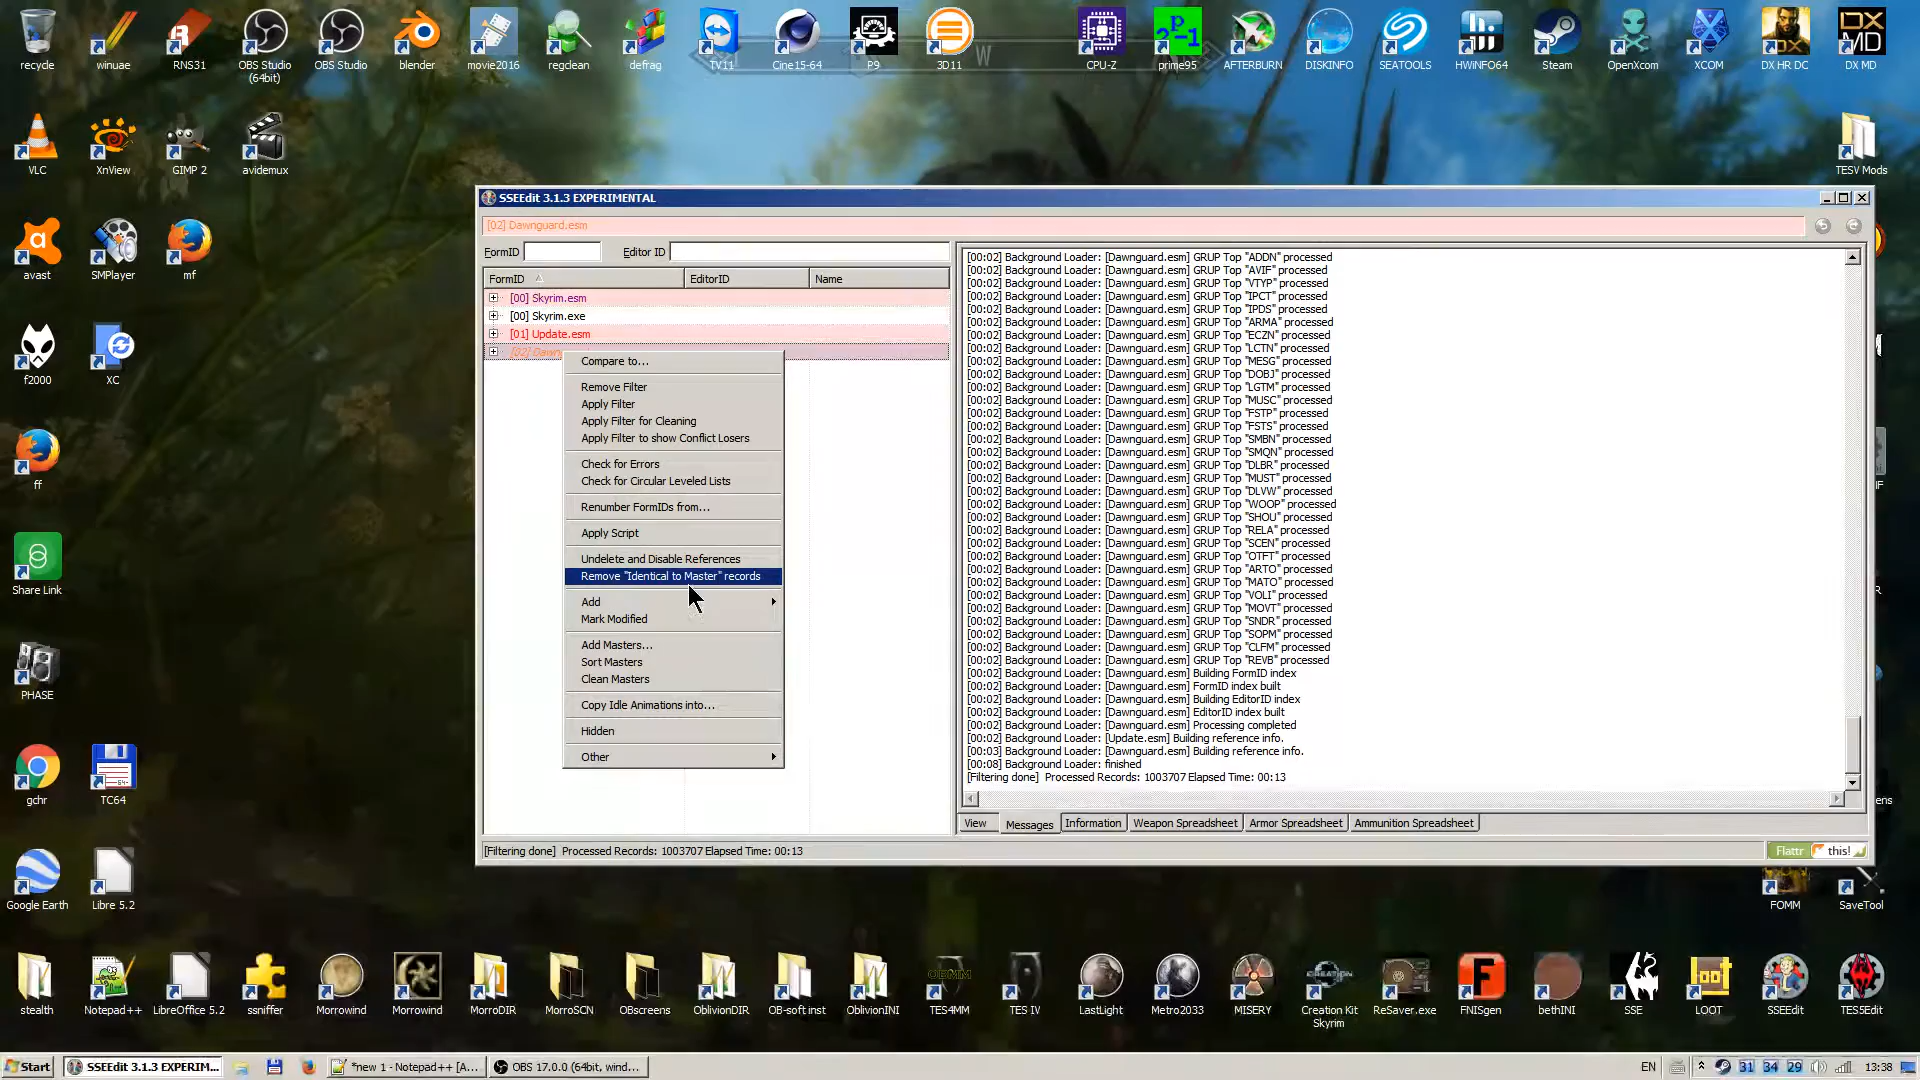 recycle
winuae
RNS31
OBS Studio
(64bit)
OBS Studio
blender
movie2016
regclean
defrag
TV11
Cine15-64
P9
3D11
W
CPU-Z
prime95
AFTERBURN
DISKINFO
SEATOOLS
HWiNFO64
Steam
OpenXcom
XCOM
DX HR DC
DX MD
VLC
XnView
GIMP 2
avidemux
TESV Mods
avast
SMPlayer
mf
f2000
XC
ff
Share Link
PHASE
gchr
TC64
Google Earth
Libre 5.2
FOMM
SaveTool
SSEEdit 3.1.3 EXPERIMENTAL
[02] Dawnguard.esm
FormID
Editor ID
FormID
EditorID
Name
[00] Skyrim.esm
[00] Skyrim.exe
[01] Update.esm
[02] Dawn
Compare to...
Remove Filter
Apply Filter
Apply Filter for Cleaning
Apply Filter to show Conflict Losers
Check for Errors
Check for Circular Leveled Lists
Renumber FormIDs from...
Apply Script
Undelete and Disable References
Remove "Identical to Master" records
Add
Mark Modified
Add Masters...
Sort Masters
Clean Masters
Copy Idle Animations into...
Hidden
Other
[00:02] Background Loader: [Dawnguard.esm] GRUP Top "ADDN" processed
[00:02] Background Loader: [Dawnguard.esm] GRUP Top "AVIF" processed
[00:02] Background Loader: [Dawnguard.esm] GRUP Top "VTYP" processed
[00:02] Background Loader: [Dawnguard.esm] GRUP Top "IPCT" processed
[00:02] Background Loader: [Dawnguard.esm] GRUP Top "IPDS" processed
[00:02] Background Loader: [Dawnguard.esm] GRUP Top "ARMA" processed
[00:02] Background Loader: [Dawnguard.esm] GRUP Top "ECZN" processed
[00:02] Background Loader: [Dawnguard.esm] GRUP Top "LCTN" processed
[00:02] Background Loader: [Dawnguard.esm] GRUP Top "MESG" processed
[00:02] Background Loader: [Dawnguard.esm] GRUP Top "DOBJ" processed
[00:02] Background Loader: [Dawnguard.esm] GRUP Top "LGTM" processed
[00:02] Background Loader: [Dawnguard.esm] GRUP Top "MUSC" processed
[00:02] Background Loader: [Dawnguard.esm] GRUP Top "FSTP" processed
[00:02] Background Loader: [Dawnguard.esm] GRUP Top "FSTS" processed
[00:02] Background Loader: [Dawnguard.esm] GRUP Top "SMBN" processed
[00:02] Background Loader: [Dawnguard.esm] GRUP Top "SMQN" processed
[00:02] Background Loader: [Dawnguard.esm] GRUP Top "DLBR" processed
[00:02] Background Loader: [Dawnguard.esm] GRUP Top "MUST" processed
[00:02] Background Loader: [Dawnguard.esm] GRUP Top "DLVW" processed
[00:02] Background Loader: [Dawnguard.esm] GRUP Top "WOOP" processed
[00:02] Background Loader: [Dawnguard.esm] GRUP Top "SHOU" processed
[00:02] Background Loader: [Dawnguard.esm] GRUP Top "RELA" processed
[00:02] Background Loader: [Dawnguard.esm] GRUP Top "SCEN" processed
[00:02] Background Loader: [Dawnguard.esm] GRUP Top "OTFT" processed
[00:02] Background Loader: [Dawnguard.esm] GRUP Top "ARTO" processed
[00:02] Background Loader: [Dawnguard.esm] GRUP Top "MATO" processed
[00:02] Background Loader: [Dawnguard.esm] GRUP Top "VOLI" processed
[00:02] Background Loader: [Dawnguard.esm] GRUP Top "MOVT" processed
[00:02] Background Loader: [Dawnguard.esm] GRUP Top "SNDR" processed
[00:02] Background Loader: [Dawnguard.esm] GRUP Top "SOPM" processed
[00:02] Background Loader: [Dawnguard.esm] GRUP Top "CLFM" processed
[00:02] Background Loader: [Dawnguard.esm] GRUP Top "REVB" processed
[00:02] Background Loader: [Dawnguard.esm] Building FormID index
[00:02] Background Loader: [Dawnguard.esm] FormID index built
[00:02] Background Loader: [Dawnguard.esm] Building EditorID index
[00:02] Background Loader: [Dawnguard.esm] EditorID index built
[00:02] Background Loader: [Dawnguard.esm] Processing completed
[00:02] Background Loader: [Update.esm] Building reference info.
[00:03] Background Loader: [Dawnguard.esm] Building reference info.
[00:08] Background Loader: finished
[Filtering done] Processed Records: 1003707 Elapsed Time: 00:13
View
Messages
Information
Weapon Spreadsheet
Armor Spreadsheet
Ammunition Spreadsheet
[Filtering done] Processed Records: 1003707 Elapsed Time: 00:13
Flattr this!
stealth
Notepad++
LibreOffice 5.2
ssniffer
Morrowind
Morrowind
MorroDIR
MorroSCN
OBscreens
OblivionDIR
OB-soft inst
OblivionINI
TES4MM
TES IV
LastLight
Metro2033
MISERY
Creation Kit
Skyrim
ReSaver.exe
FNISgen
bethINI
SSE
LOOT
SSEEdit
TES5Edit
Start
SSEEdit 3.1.3 EXPERIM...
*new 1 - Notepad++ [A...
OBS 17.0.0 (64bit, wind...
EN
31
34
29
13:38